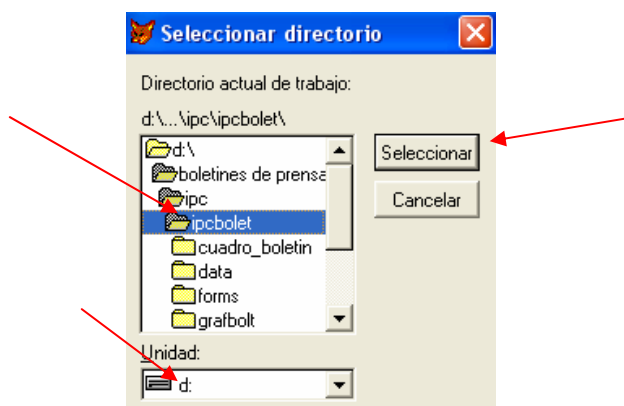 Seleccionar directorio
Directorio actual de trabajo:
d:\...\ipc\ipcbolet\
d:\
boletines de prensa
ipc
ipcbolet
cuadro_boletin
data
forms
grafbolt
Seleccionar
Cancelar
Unidad:
d: